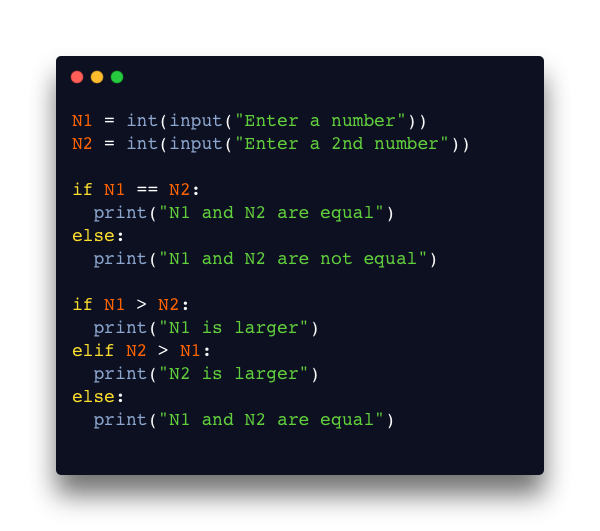 N1 = int(input("Enter a number"))
N2 = int(input("Enter a 2nd number"))

if N1 == N2:
  print("N1 and N2 are equal")
else:
  print("N1 and N2 are not equal")

if N1 > N2:
  print("N1 is larger")
elif N2 > N1:
  print("N2 is larger")
else:
  print("N1 and N2 are equal")